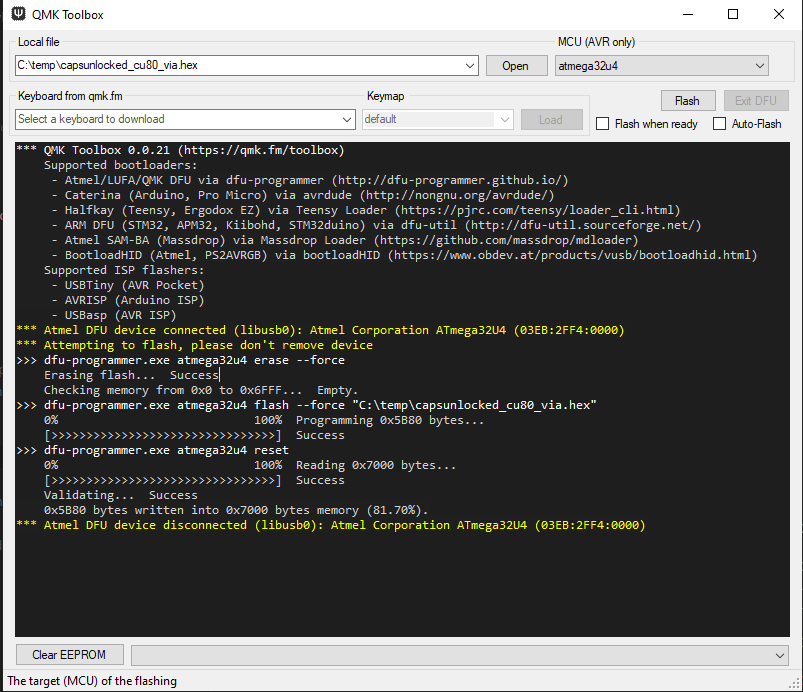 QMK Toolbox
Local file
MCU (AVR only)
C:\temp\capsunlocked_cu80_via.hex
Open
atmega32u4
Keyboard from qmk.fm
Keymap
Flash
Exit DFU
Select a keyboard to download
default
Load
Flash when ready
Auto-Flash
*** QMK Toolbox 0.0.21 (https://qmk.fm/toolbox)
Supported bootloaders:
- Atmel/LUFA/QMK DFU via dfu-programmer (http://dfu-programmer.github.io/)
- Caterina (Arduino, Pro Micro) via avrdude (http://nongnu.org/avrdude/)
- Halfkay (Teensy, Ergodox EZ) via Teensy Loader (https://pjrc.com/teensy/loader_cli.html)
- ARM DFU (STM32, APM32, Kiibohd, STM32duino) via dfu-util (http://dfu-util.sourceforge.net/)
- Atmel SAM-BA (Massdrop) via Massdrop Loader (https://github.com/massdrop/mdloader)
- BootloadHID (Atmel, PS2AVRGB) via bootloadHID (https://www.obdev.at/products/vusb/bootloadhid.html)
Supported ISP flashers:
- USBTiny (AVR Pocket)
- AVRISP (Arduino ISP)
- USBasp (AVR ISP)
*** Atmel DFU device connected (libusb0): Atmel Corporation ATmega32U4 (03EB:2FF4:0000)
*** Attempting to flash, please don't remove device
>>> dfu-programmer.exe atmega32u4 erase --force
Erasing flash...  Success
Checking memory from 0x0 to 0x6FFF...  Empty.
>>> dfu-programmer.exe atmega32u4 flash --force "C:\temp\capsunlocked_cu80_via.hex"
0%                            100%  Programming 0x5B80 bytes...
[>>>>>>>>>>>>>>>>>>>>>>>>>>>>>>>>]  Success
>>> dfu-programmer.exe atmega32u4 reset
0%                            100%  Reading 0x7000 bytes...
[>>>>>>>>>>>>>>>>>>>>>>>>>>>>>>>>]  Success
Validating...  Success
0x5B80 bytes written into 0x7000 bytes memory (81.70%).
*** Atmel DFU device disconnected (libusb0): Atmel Corporation ATmega32U4 (03EB:2FF4:0000)
Clear EEPROM
The target (MCU) of the flashing